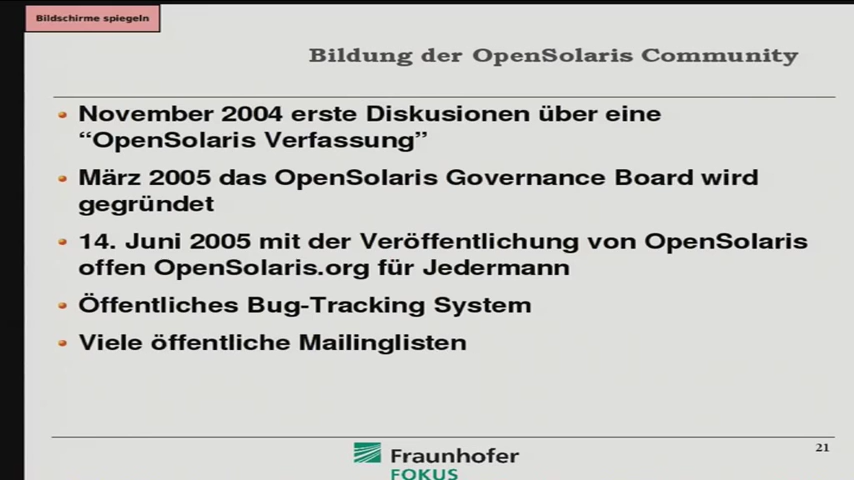 Bildschirme spiegeln
Bildung der OpenSolaris Community
November 2004 erste Diskusionen über eine
“OpenSolaris Verfassung”
März 2005 das OpenSolaris Governance Board wird
gegründet
14. Juni 2005 mit der Veröffentlichung von OpenSolaris
offen OpenSolaris.org für Jedermann
Öffentliches Bug-Tracking System
Viele öffentliche Mailinglisten
Fraunhofer
FOKUS
21